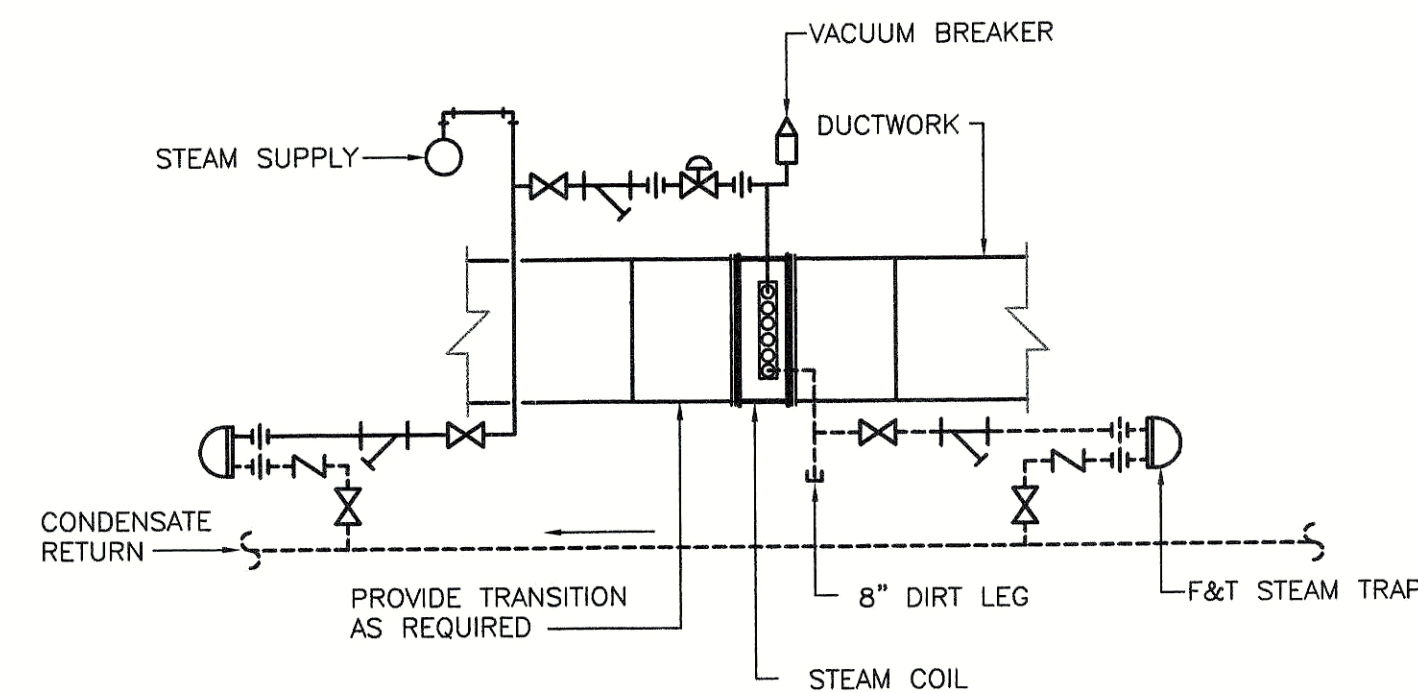 VACUUM BREAKER
DUCTWORK
STEAM SUPPLY
CONDENSATE
RETURN
PROVIDE TRANSITION
AS REQUIRED
8" DIRT LEG
F&T STEAM TRAP
STEAM COIL